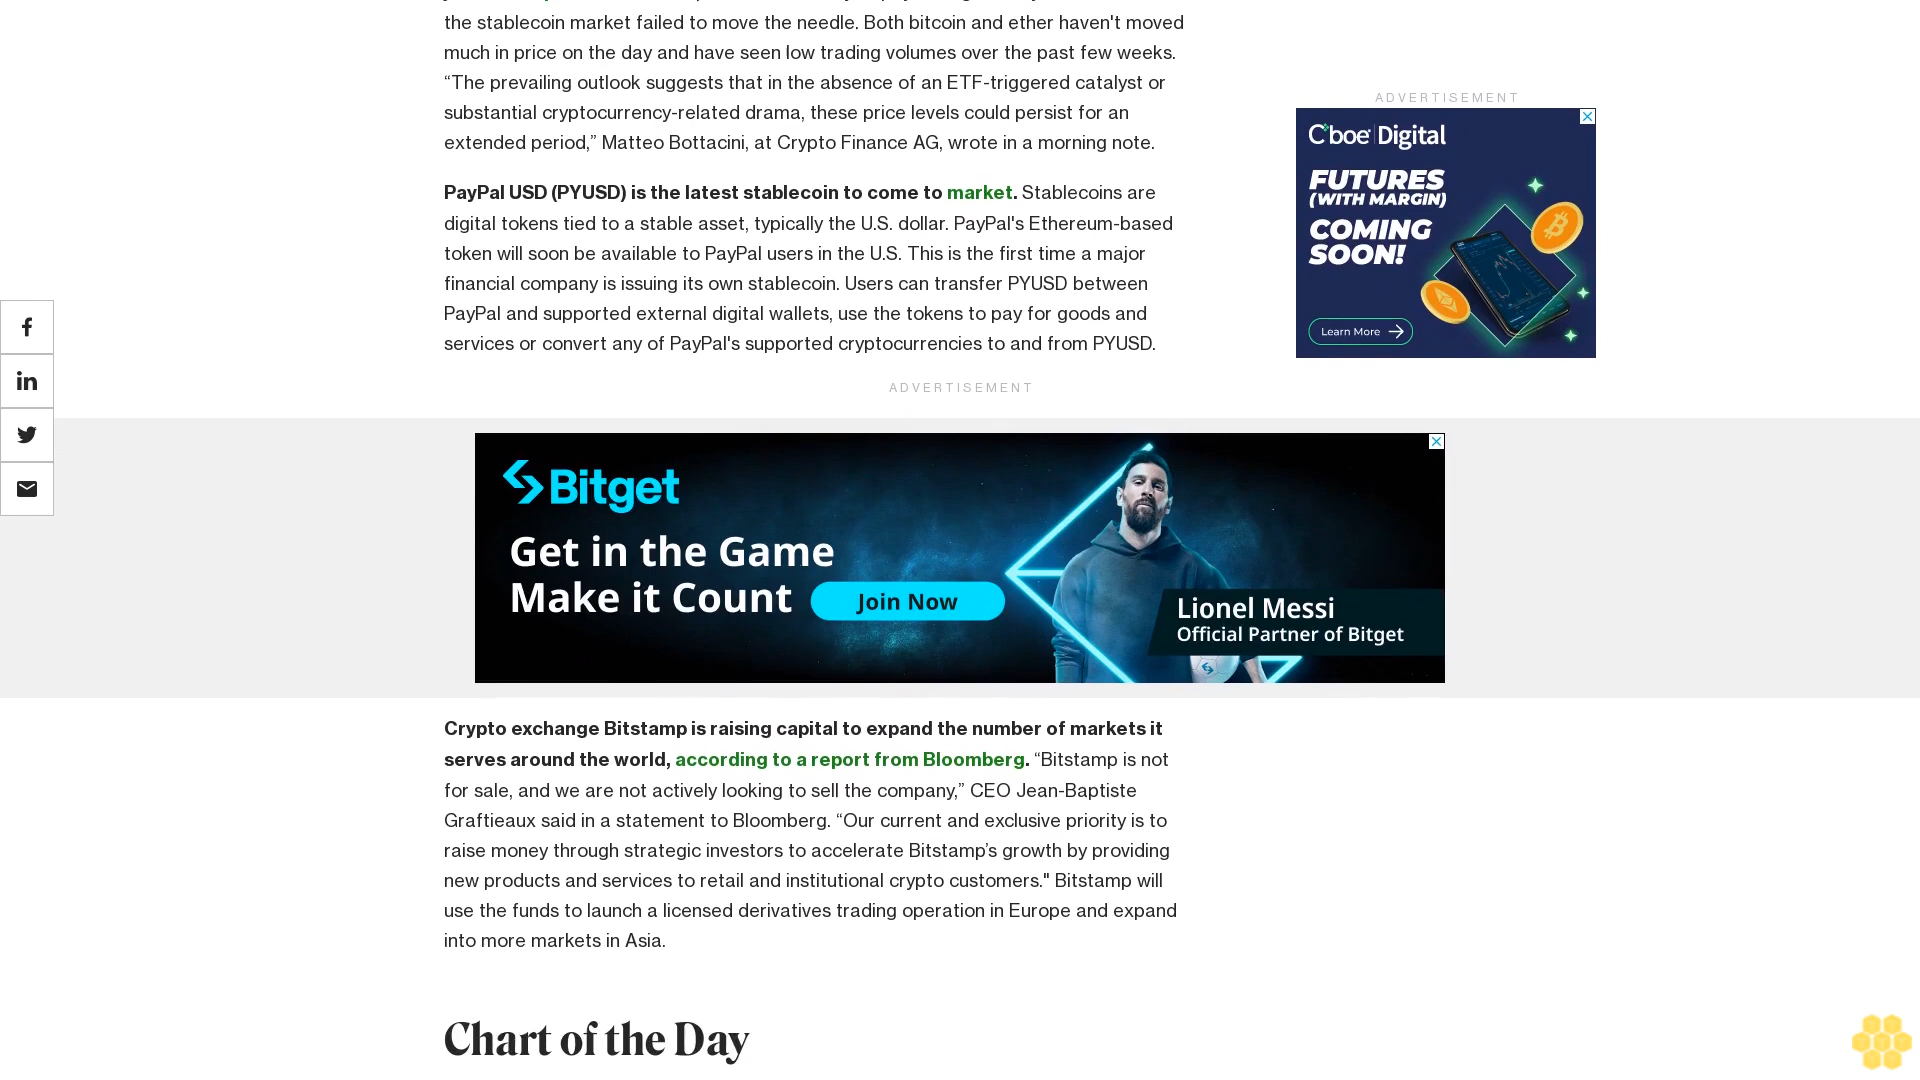 the stablecoin market failed to move the needle. Both bitcoin and ether haven't moved
much in price on the day and have seen low trading volumes over the past few weeks.
“The prevailing outlook suggests that in the absence of an ETF-triggered catalyst or
substantial cryptocurrency-related drama, these price levels could persist for an
extended period,” Matteo Bottacini, at Crypto Finance AG, wrote in a morning note.
PayPal USD (PYUSD) is the latest stablecoin to come to market. Stablecoins are
digital tokens tied to a stable asset, typically the U.S. dollar. PayPal's Ethereum-based
token will soon be available to PayPal users in the U.S. This is the first time a major
financial company is issuing its own stablecoin. Users can transfer PYUSD between
PayPal and supported external digital wallets, use the tokens to pay for goods and
services or convert any of PayPal's supported cryptocurrencies to and from PYUSD.
ADVERTISEMENT
Cboe Digital
FUTURES
(WITH MARGIN)
COMING
SOON!
Learn More
ADVERTISEMENT
Bitget
Get in the Game
Make it Count
Join Now
Lionel Messi
Official Partner of Bitget
Crypto exchange Bitstamp is raising capital to expand the number of markets it
serves around the world, according to a report from Bloomberg. “Bitstamp is not
for sale, and we are not actively looking to sell the company,” CEO Jean-Baptiste
Graftieaux said in a statement to Bloomberg. “Our current and exclusive priority is to
raise money through strategic investors to accelerate Bitstamp’s growth by providing
new products and services to retail and institutional crypto customers." Bitstamp will
use the funds to launch a licensed derivatives trading operation in Europe and expand
into more markets in Asia.
Chart of the Day